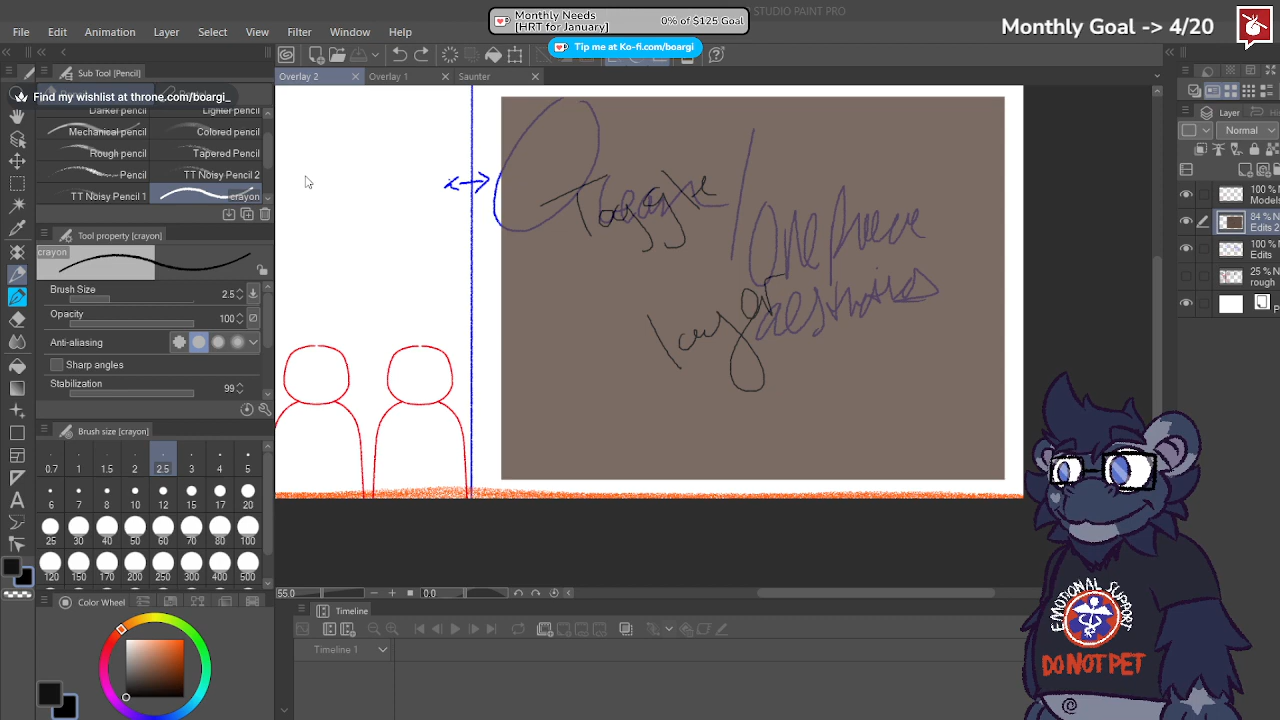 Monthly Needs
[HRT for January]
0% of $125 Goal
STUDIO PAINT PRO
Monthly Goal -> 4/20
Tip me at Ko-fi.com/boargi
File Edit Animation Layer Select View Filter Window Help
Sub Tool [Pencil]
Find my wishlist at throne.com/boargi_
Darker pencil Lighter pencil
Mechanical pencil Colored pencil
Rough pencil Tapered Pencil
Pencil TT Noisy Pencil 2
TT Noisy Pencil 1 crayon
Tool property [crayon]
crayon
Brush Size 2.5
Opacity 100
Anti-aliasing
Sharp angles
Stabilization 99
Brush size [crayon]
0.7 1 1.5 2 2.5 3 4 5
6 7 8 10 12 15 17 20
25 30 40 50 60 70 80 100
120 150 170 200 250 300 400 500
Color Wheel
Overlay 2 Overlay 1 Saunter
Toggle
One piece
layer
aesthetics
55.0 0.0
Timeline
Timeline 1
Layer
Normal
100 % N
Models
84 % N
Edits 2
100 % N
Edits
25 % N
rough
P
EMOTIONAL SUPPORT
DO NOT PET